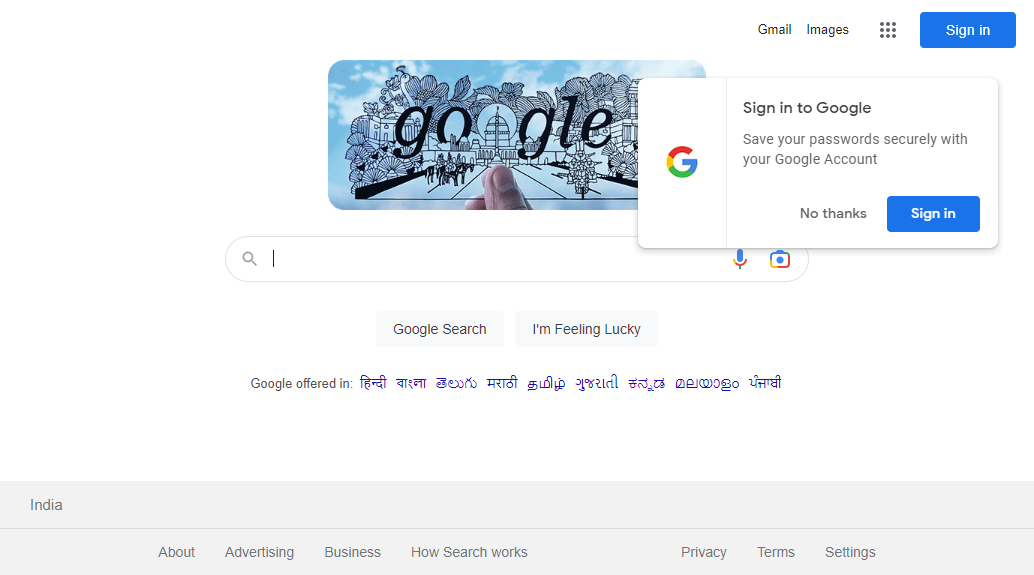 Gmail Images Sign in
google
Sign in to Google
Save your passwords securely with
your Google Account
No thanks Sign in
Google Search I'm Feeling Lucky
Google offered in: हिन्दी বাংলা తెలుగు मराठी தமிழ் ગુજરાતી ಕನ್ನಡ മലയാളം ਪੰਜਾਬੀ
India
About Advertising Business How Search works Privacy Terms Settings